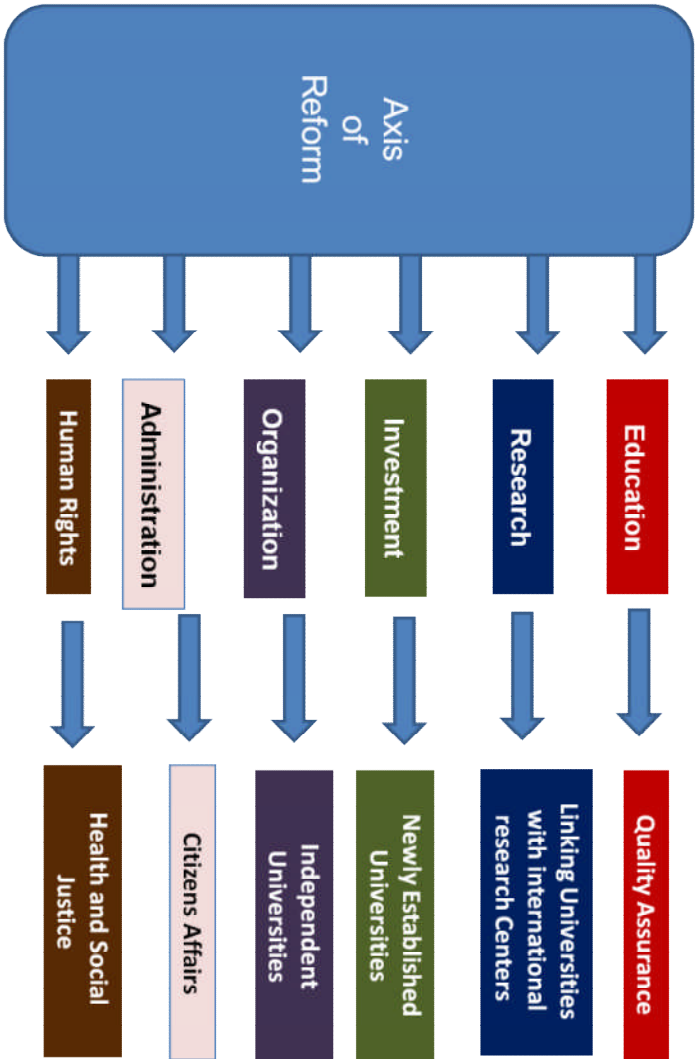 Axis
of
Reform
Education
Quality Assurance
Research
Linking Universities
with international
research Centers
Investment
Newly Established
Universities
Organization
Independent
Universities
Administration
Citizens Affairs
Human Rights
Health and Social
Justice